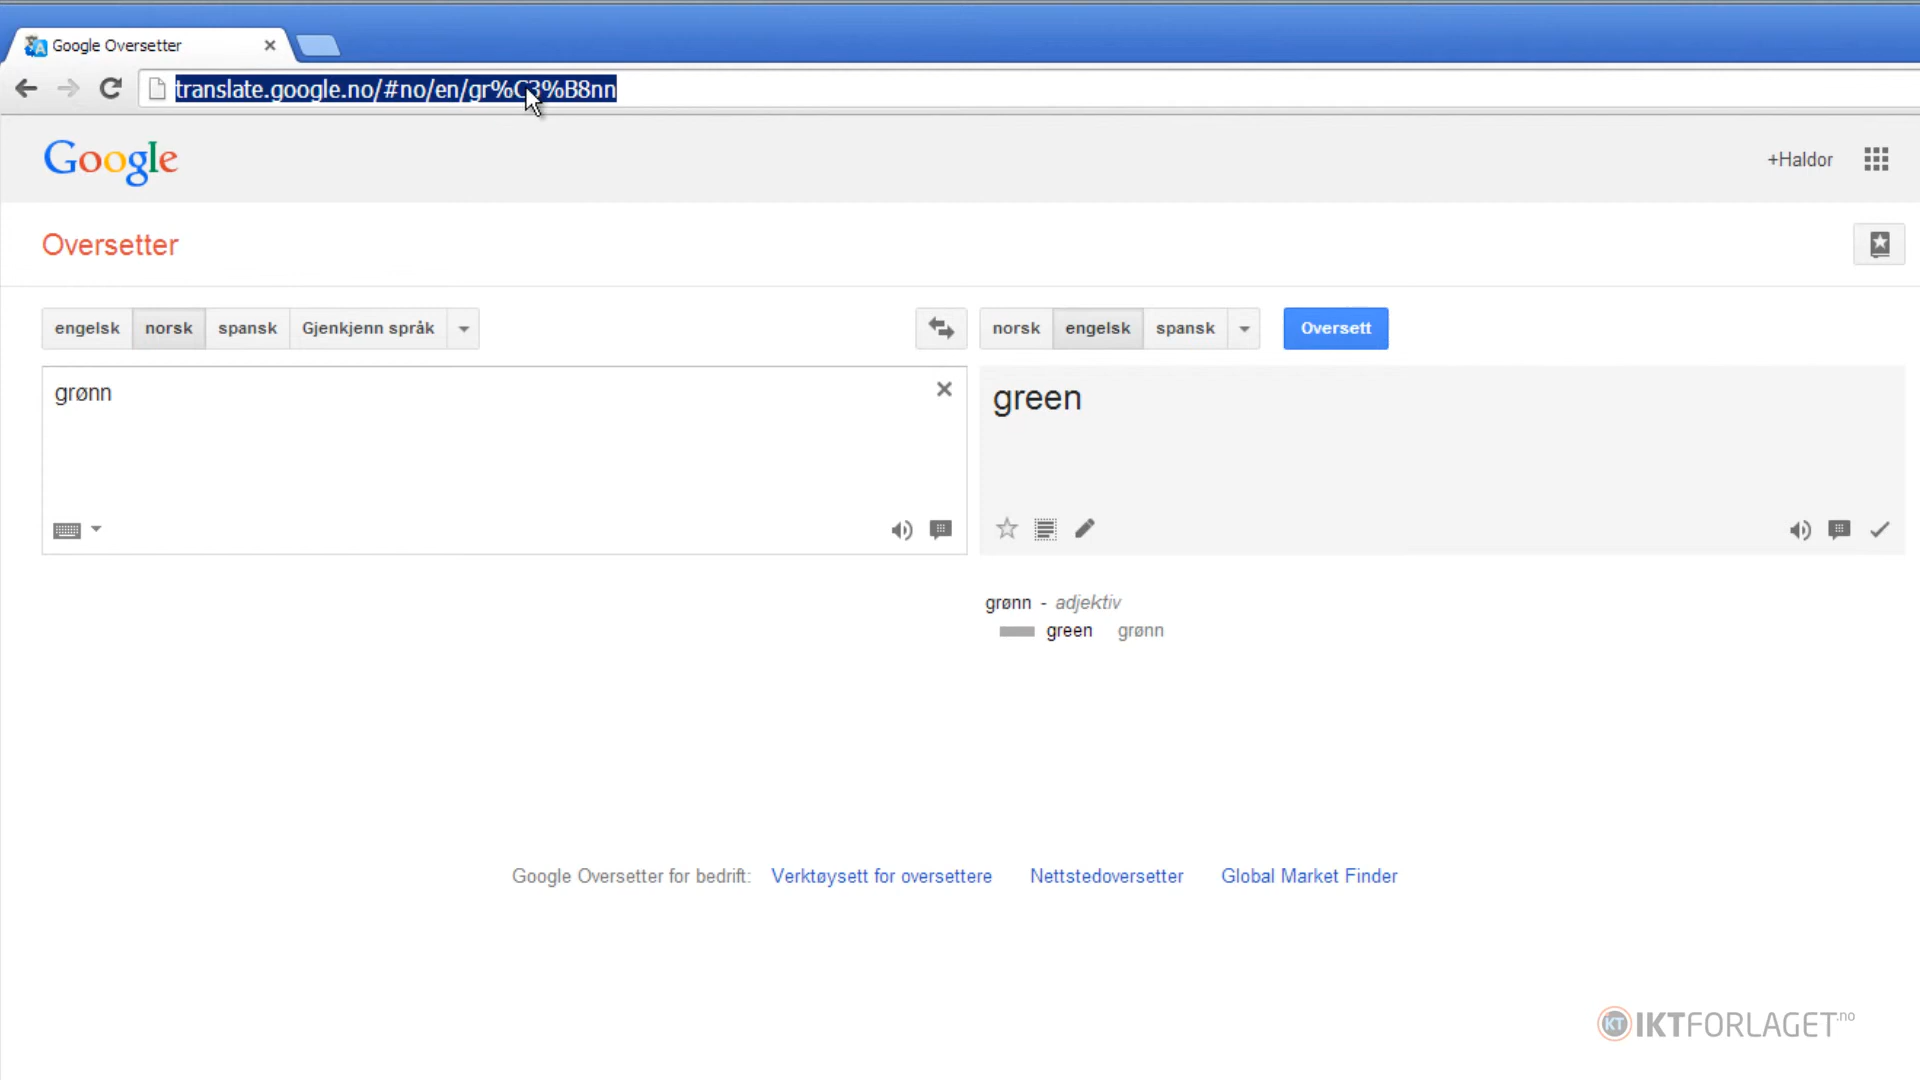 Google Oversetter
translate.google.no/#no/en/gr%C3%B8nn
Google
+Haldor
Oversetter
engelsk norsk spansk Gjenkjenn språk
norsk engelsk spansk Oversett
grønn
green
grønn - adjektiv
green grønn
Google Oversetter for bedrift: Verktøysett for oversettere Nettstedoversetter Global Market Finder
IKT IKTFORLAGET.no